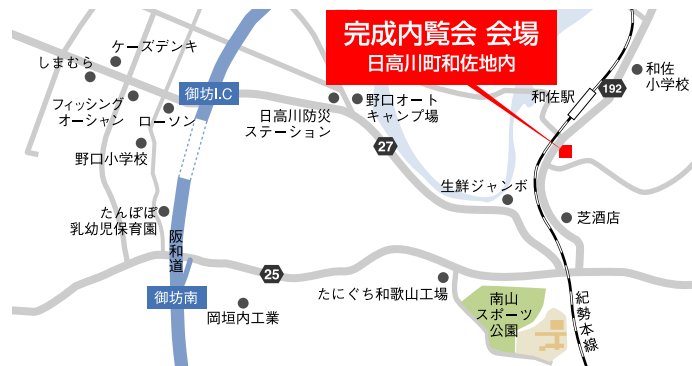 完成内覧会 会場
日高川町和佐地内
ケーズデンキ
しまむら
御坊I.C
和佐
小学校
和佐駅
192
フィッシング
オーシャン
ローソン
日高川防災
ステーション
野口オート
キャンプ場
27
野口小学校
生鮮ジャンボ
たんぽぽ
乳幼児保育園
芝酒店
阪和道
25
御坊南
岡垣内工業
たにぐち和歌山工場
南山
スポーツ
公園
紀勢本線